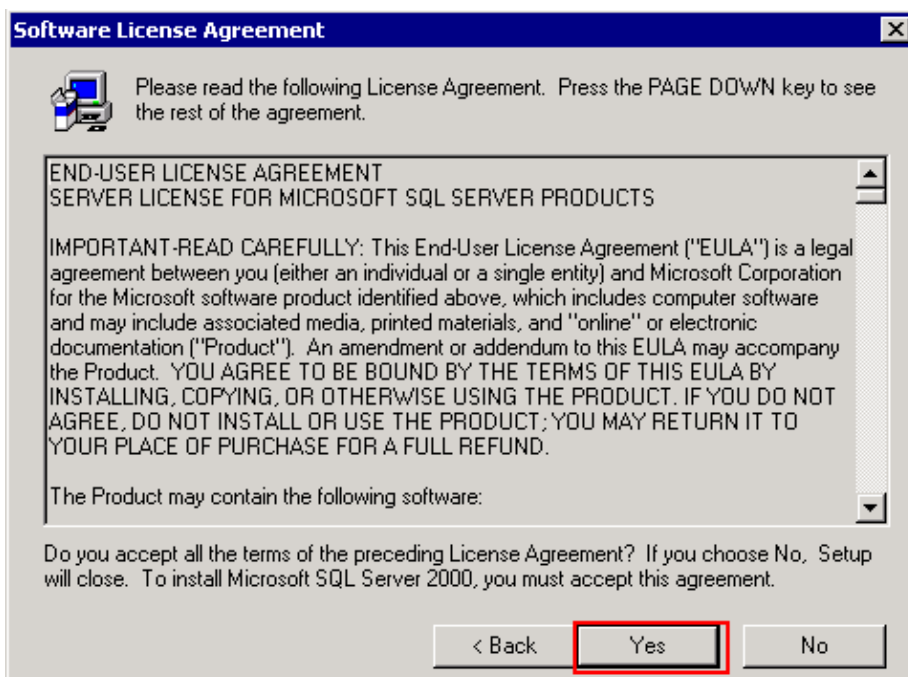 Software License Agreement
Please read the following License Agreement. Press the PAGE DOWN key to see
the rest of the agreement.
END-USER LICENSE AGREEMENT
SERVER LICENSE FOR MICROSOFT SQL SERVER PRODUCTS
IMPORTANT-READ CAREFULLY: This End-User License Agreement ("EULA") is a legal
agreement between you (either an individual or a single entity) and Microsoft Corporation
for the Microsoft software product identified above, which includes computer software
and may include associated media, printed materials, and "online" or electronic
documentation ("Product"). An amendment or addendum to this EULA may accompany
the Product. YOU AGREE TO BE BOUND BY THE TERMS OF THIS EULA BY
INSTALLING, COPYING, OR OTHERWISE USING THE PRODUCT. IF YOU DO NOT
AGREE, DO NOT INSTALL OR USE THE PRODUCT; YOU MAY RETURN IT TO
YOUR PLACE OF PURCHASE FOR A FULL REFUND.
The Product may contain the following software:
Do you accept all the terms of the preceding License Agreement? If you choose No, Setup
will close. To install Microsoft SQL Server 2000, you must accept this agreement.
< Back Yes No